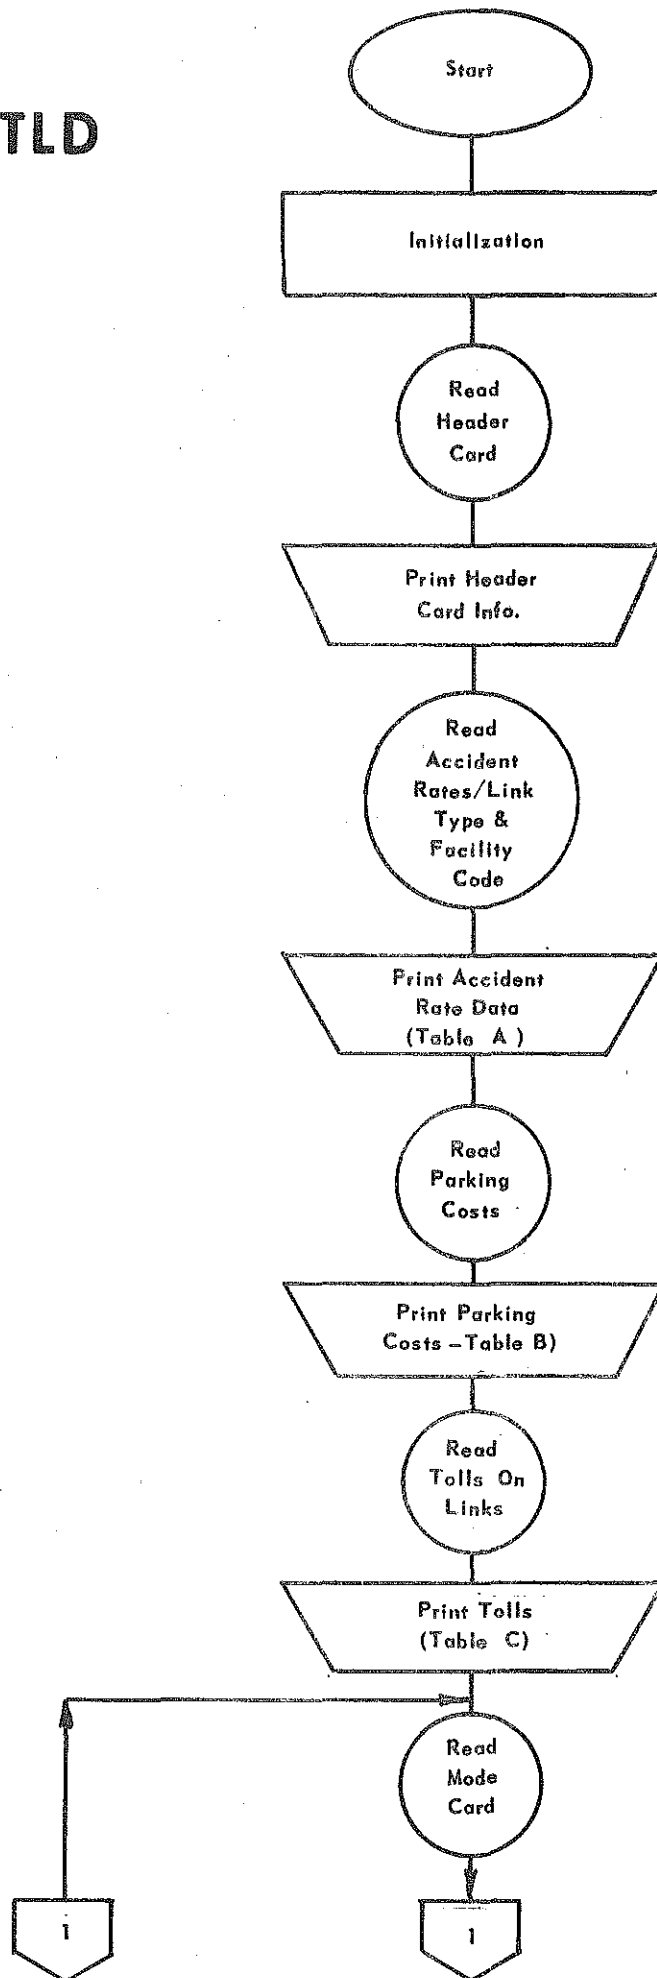 TLD
Start
Initialization
Read
Header
Card
Print Header
Card Info.
Read
Accident
Rates/Link
Type &
Facility
Code
Print Accident
Rate Data
(Table A)
Read
Parking
Costs
Print Parking
Costs –Table B)
Read
Tolls On
Links
Print Tolls
(Table C)
Read
Mode
Card
1
1